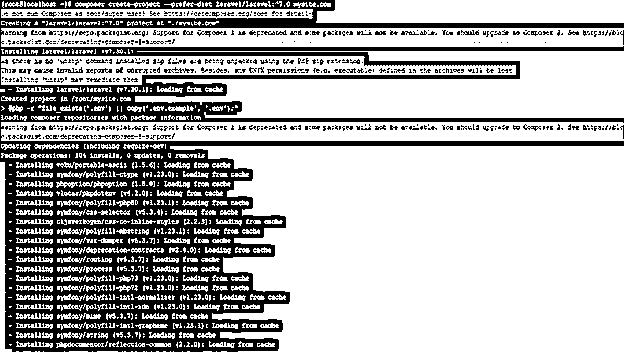 [root@localhost ~]# composer create-project --prefer-dist laravel/laravel:^7.0 mysite.com
Do not run Composer as root/super user! See https://getcomposer.org/root for details
Creating a "laravel/laravel:^7.0" project at "./mysite.com"
Warning from https://repo.packagist.org: Support for Composer 1 is deprecated and some packages will not be available. You should upgrade to Composer 2. See https://blo
g.packagist.com/deprecating-composer-1-support/
Installing laravel/laravel (v7.30.1):
As there is no 'unzip' command installed zip files are being unpacked using the PHP zip extension.
This may cause invalid reports of corrupted archives. Besides, any UNIX permissions (e.g. executable) defined in the archives will be lost.
Installing 'unzip' may remediate them.
- Installing laravel/laravel (v7.30.1): Loading from cache
Created project in /root/mysite.com
> @php -r "file_exists('.env') || copy('.env.example', '.env');"
Loading composer repositories with package information
Warning from https://repo.packagist.org: Support for Composer 1 is deprecated and some packages will not be available. You should upgrade to Composer 2. See https://blo
g.packagist.com/deprecating-composer-1-support/
Updating dependencies (including require-dev)
Package operations: 104 installs, 0 updates, 0 removals
- Installing voku/portable-ascii (1.5.6): Loading from cache
- Installing symfony/polyfill-ctype (v1.23.0): Loading from cache
- Installing phpoption/phpoption (1.8.0): Loading from cache
- Installing vlucas/phpdotenv (v4.2.0): Loading from cache
- Installing symfony/polyfill-php80 (v1.23.1): Loading from cache
- Installing symfony/css-selector (v5.3.4): Loading from cache
- Installing tijsverkoyen/css-to-inline-styles (2.2.3): Loading from cache
- Installing symfony/polyfill-mbstring (v1.23.1): Loading from cache
- Installing symfony/var-dumper (v5.3.7): Loading from cache
- Installing symfony/deprecation-contracts (v2.4.0): Loading from cache
- Installing symfony/routing (v5.3.7): Loading from cache
- Installing symfony/process (v5.3.7): Loading from cache
- Installing symfony/polyfill-php73 (v1.23.0): Loading from cache
- Installing symfony/polyfill-php72 (v1.23.0): Loading from cache
- Installing symfony/polyfill-intl-normalizer (v1.23.0): Loading from cache
- Installing symfony/polyfill-intl-idn (v1.23.0): Loading from cache
- Installing symfony/mime (v5.3.7): Loading from cache
- Installing symfony/polyfill-intl-grapheme (v1.23.1): Loading from cache
- Installing symfony/string (v5.3.7): Loading from cache
- Installing phpdocumentor/reflection-common (2.2.0): Loading from cache